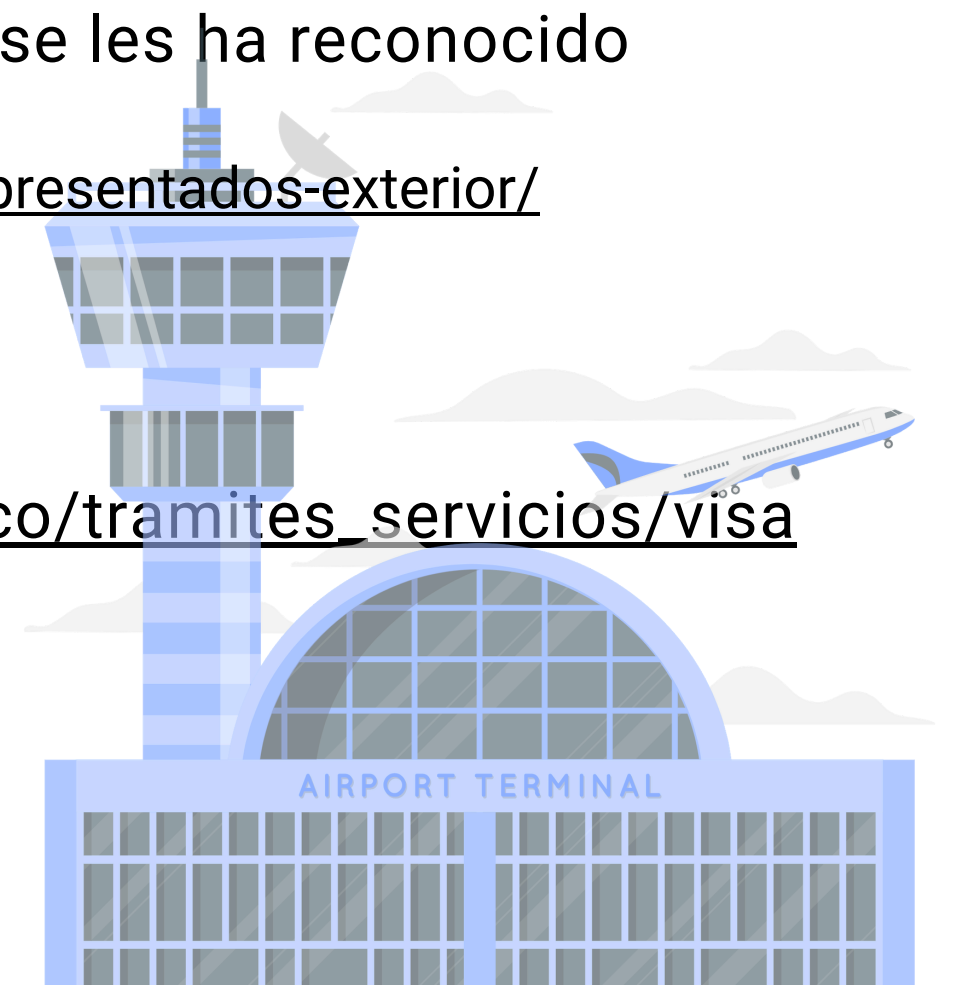 se les ha reconocido
presentados-exterior/
co/tramites_servicios/visa
AIRPORT TERMINAL